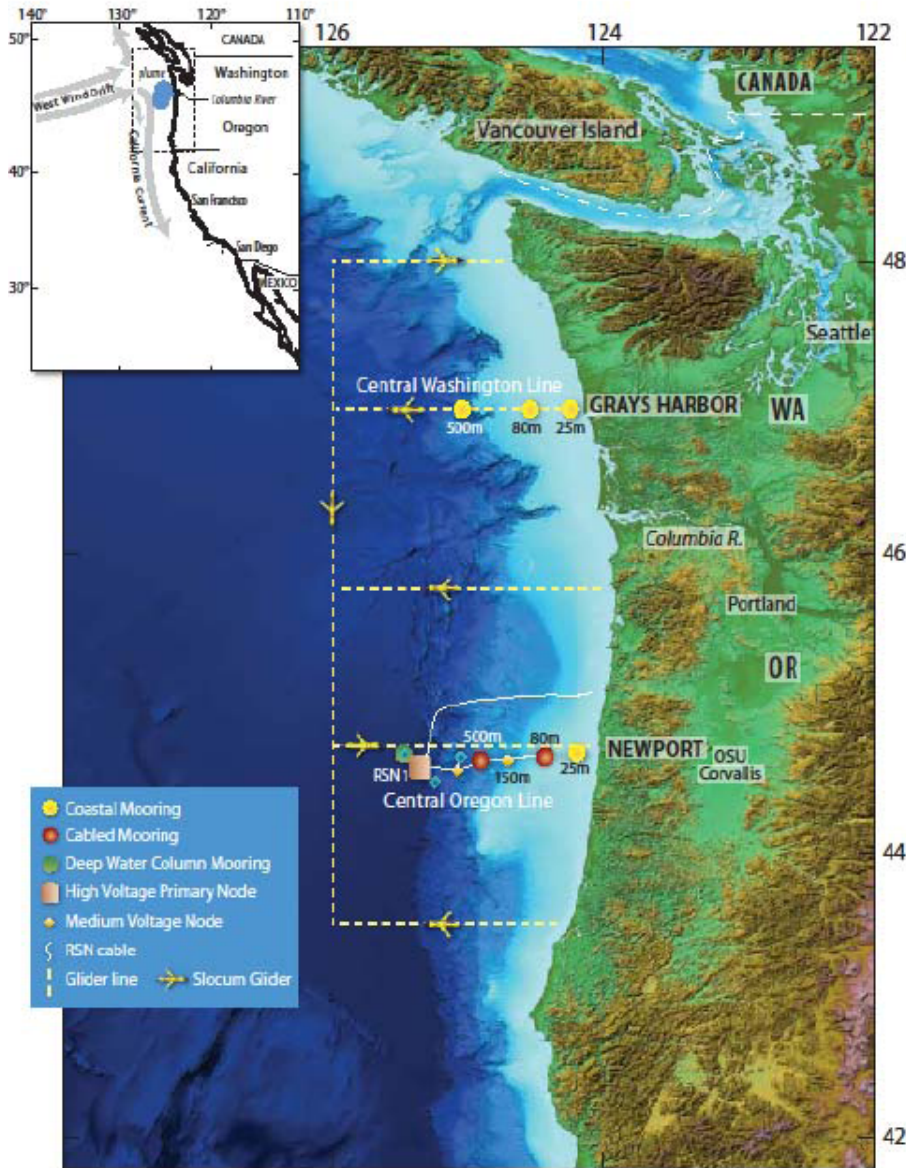 140°
130°
120°
110°
50°
40°
30°
CANADA
Washington
plume
Columbia River
West Wind Drift
Oregon
California Current
California
San Francisco
San Diego
MEXICO
126
124
122
CANADA
Vancouver Island
48
Seattle
Central Washington Line
GRAYS HARBOR
WA
500m
80m
25m
Columbia R.
46
Portland
OR
500m
80m
NEWPORT
OSU
Corvallis
RSN1
150m
25m
Central Oregon Line
44
42
Coastal Mooring
Cabled Mooring
Deep Water Column Mooring
High Voltage Primary Node
Medium Voltage Node
RSN cable
Glider line
Slocum Glider